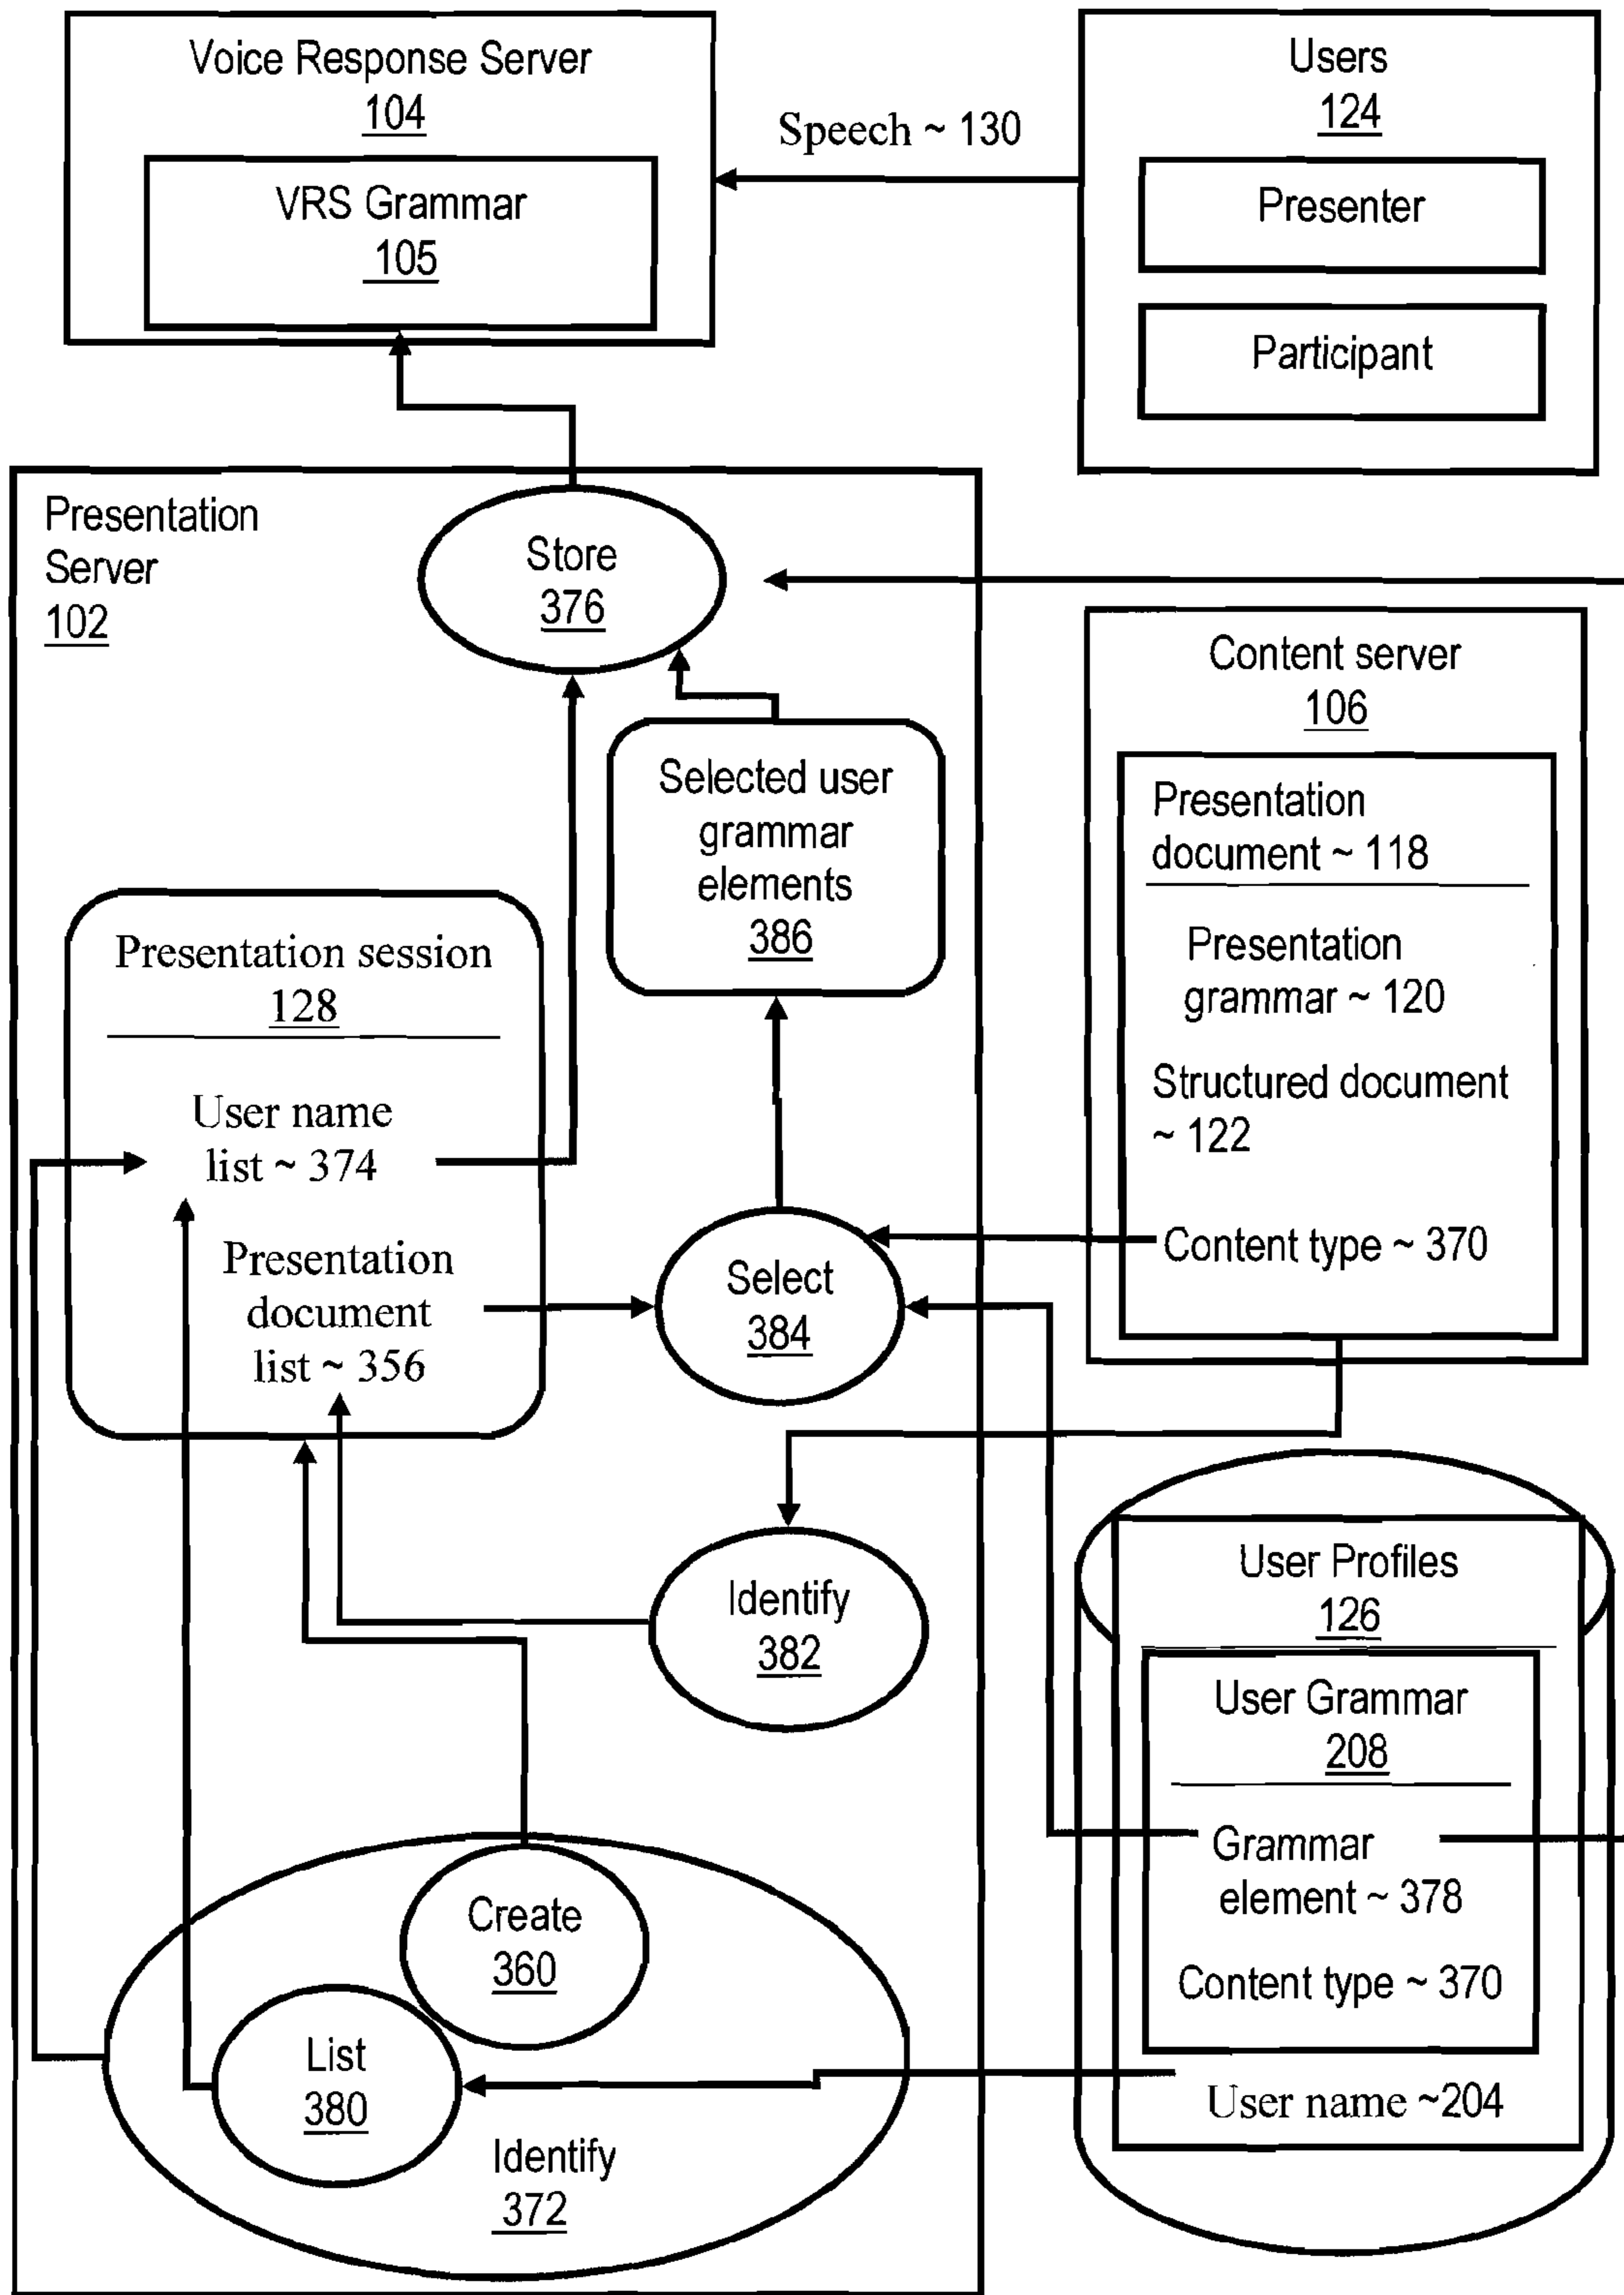 Voice Response Server
104
VRS Grammar
105
Speech ~ 130
Users
124
Presenter
Participant
Presentation
Server
102
Store
376
Selected user
grammar
elements
386
Content server
106
Presentation
document ~ 118
Presentation
grammar ~ 120
Structured document
~ 122
Content type ~ 370
Presentation session
128
User name
list ~ 374
Presentation
document
list ~ 356
Select
384
Identify
382
User Profiles
126
User Grammar
208
Grammar
element ~ 378
Content type ~ 370
User name ~204
Create
360
List
380
Identify
372